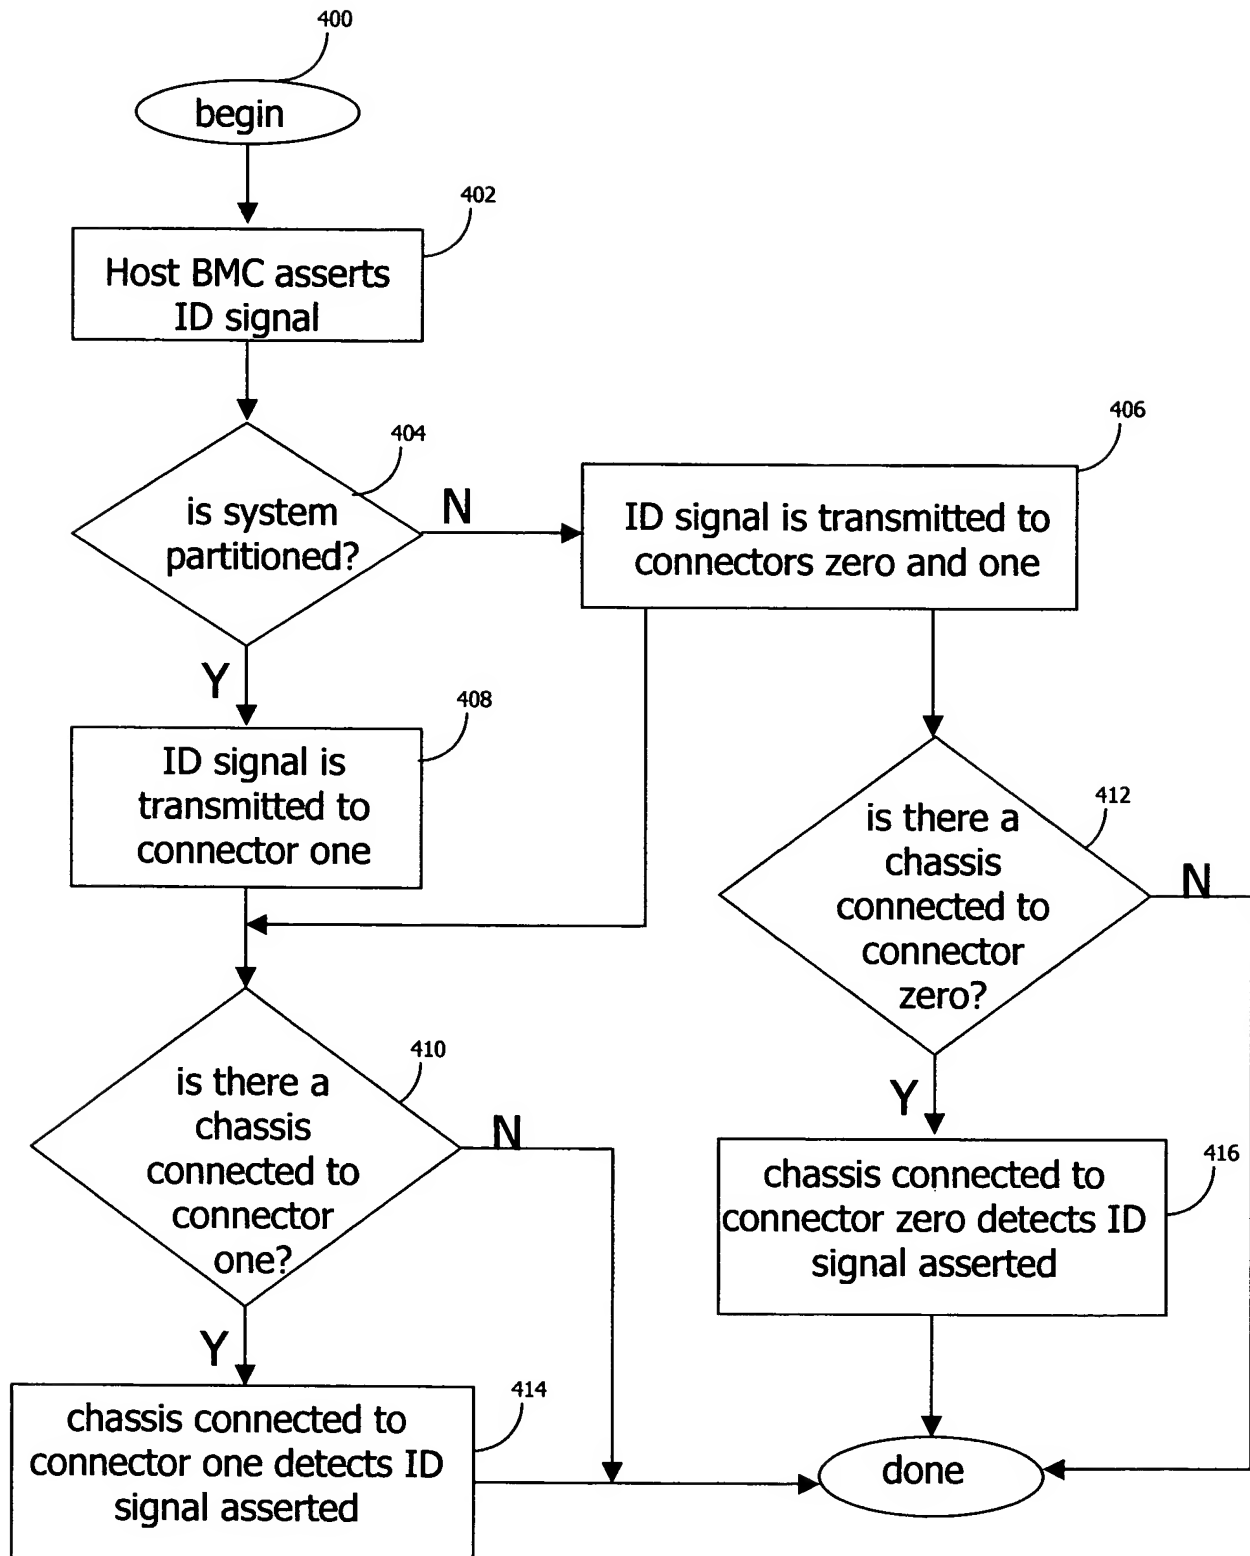 400
begin
402
Host BMC asserts
ID signal
404
is system
partitioned?
N
406
ID signal is transmitted to
connectors zero and one
Y
408
ID signal is
transmitted to
connector one
412
is there a
chassis
connected to
connector
zero?
N
410
is there a
chassis
connected to
connector
one?
N
Y
416
chassis connected to
connector zero detects ID
signal asserted
Y
414
chassis connected to
connector one detects ID
signal asserted
done